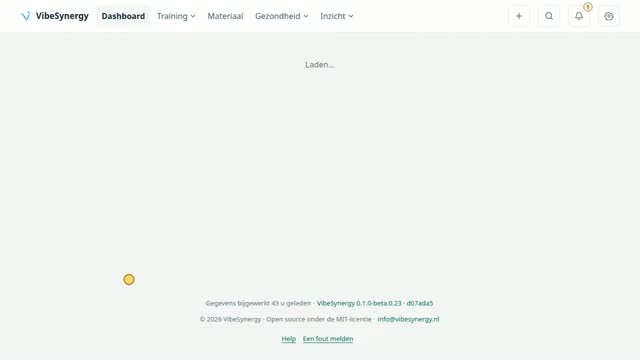 VibeSynergy Dashboard Training Materiaal Gezondheid Inzicht 1
Laden...
Gegevens bijgewerkt 43 u geleden · VibeSynergy 0.1.0-beta.0.23 · d07ada5
© 2026 VibeSynergy · Open source onder de MIT-licentie · info@vibesynergy.nl
Help Een fout melden